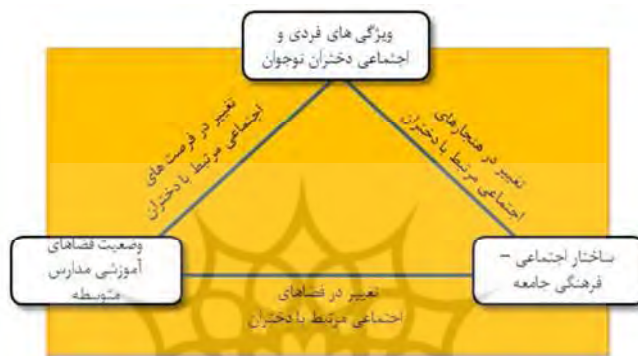 ویژگی های فردی و
اجتماعی دختران نوجوان
تغییر در هنجارهای
اجتماعی مرتبط با دختران
تغییر در فرصت های
اجتماعی مرتبط با دختران
ساختار اجتماعی –
فرهنگی جامعه
وضعیت فضاهای
آموزشی مدارس
متوسطه
تغییر در فضاهای
اجتماعی مرتبط با دختران